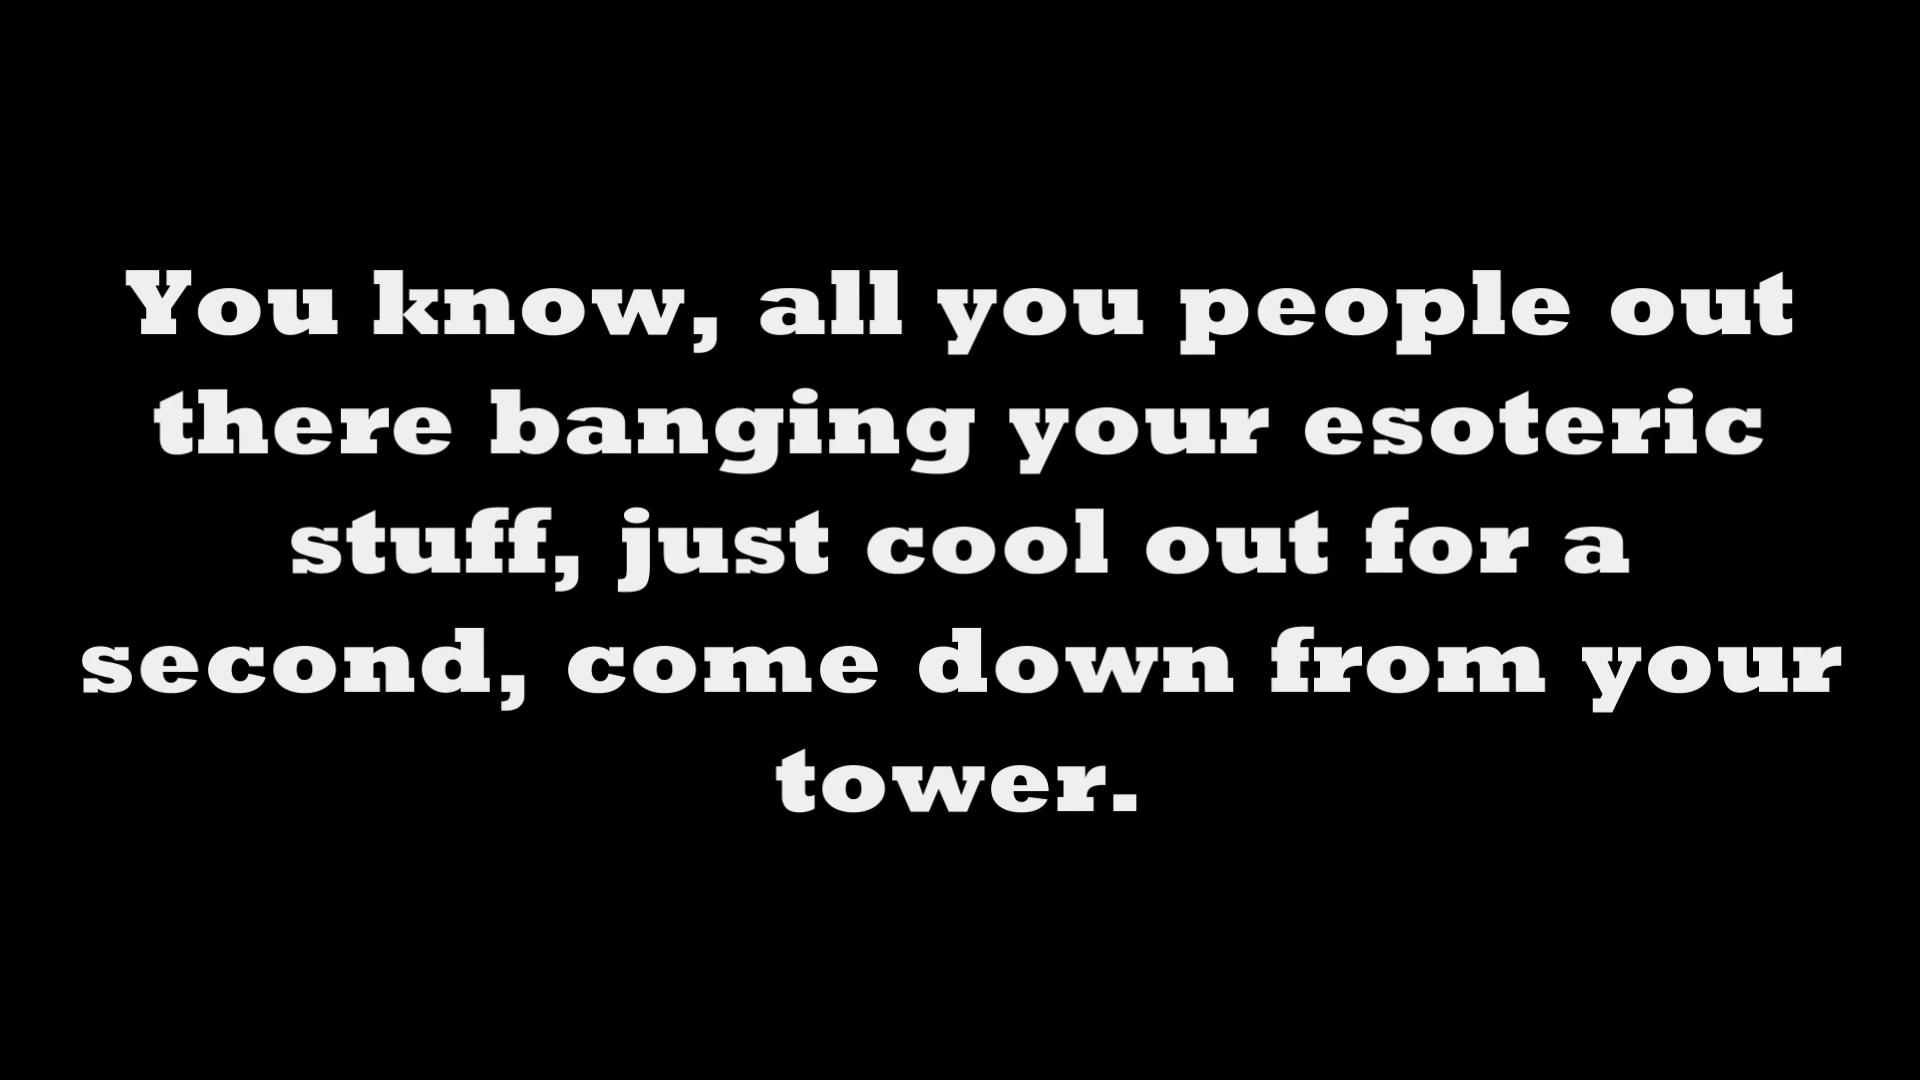 You know, all you people out
there banging your esoteric
stuff, just cool out for a
second, come down from your
tower.